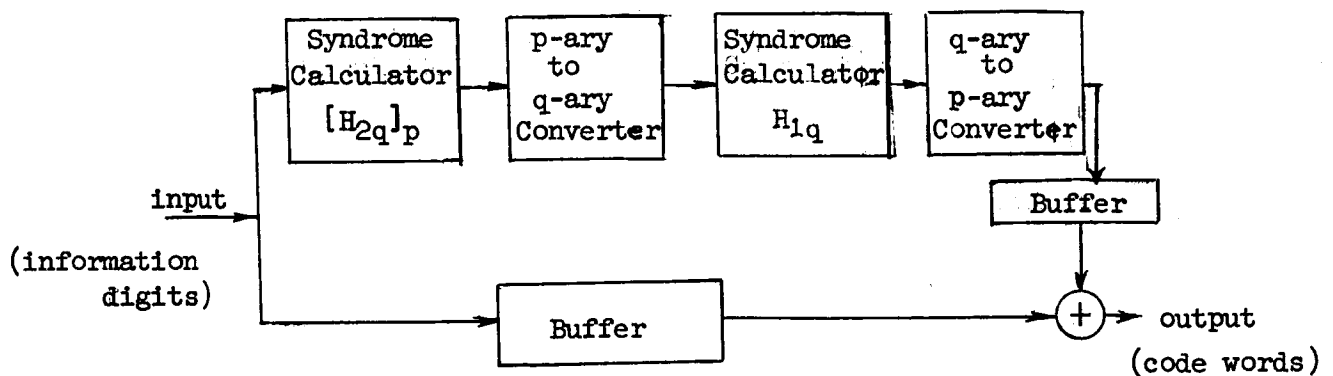 Syndrome
Calculator
[H2q]p
p-ary
to
q-ary
Converter
Syndrome
Calculator
H1q
q-ary
to
p-ary
Converter
Buffer
input
(information
digits)
Buffer
+
output
(code words)